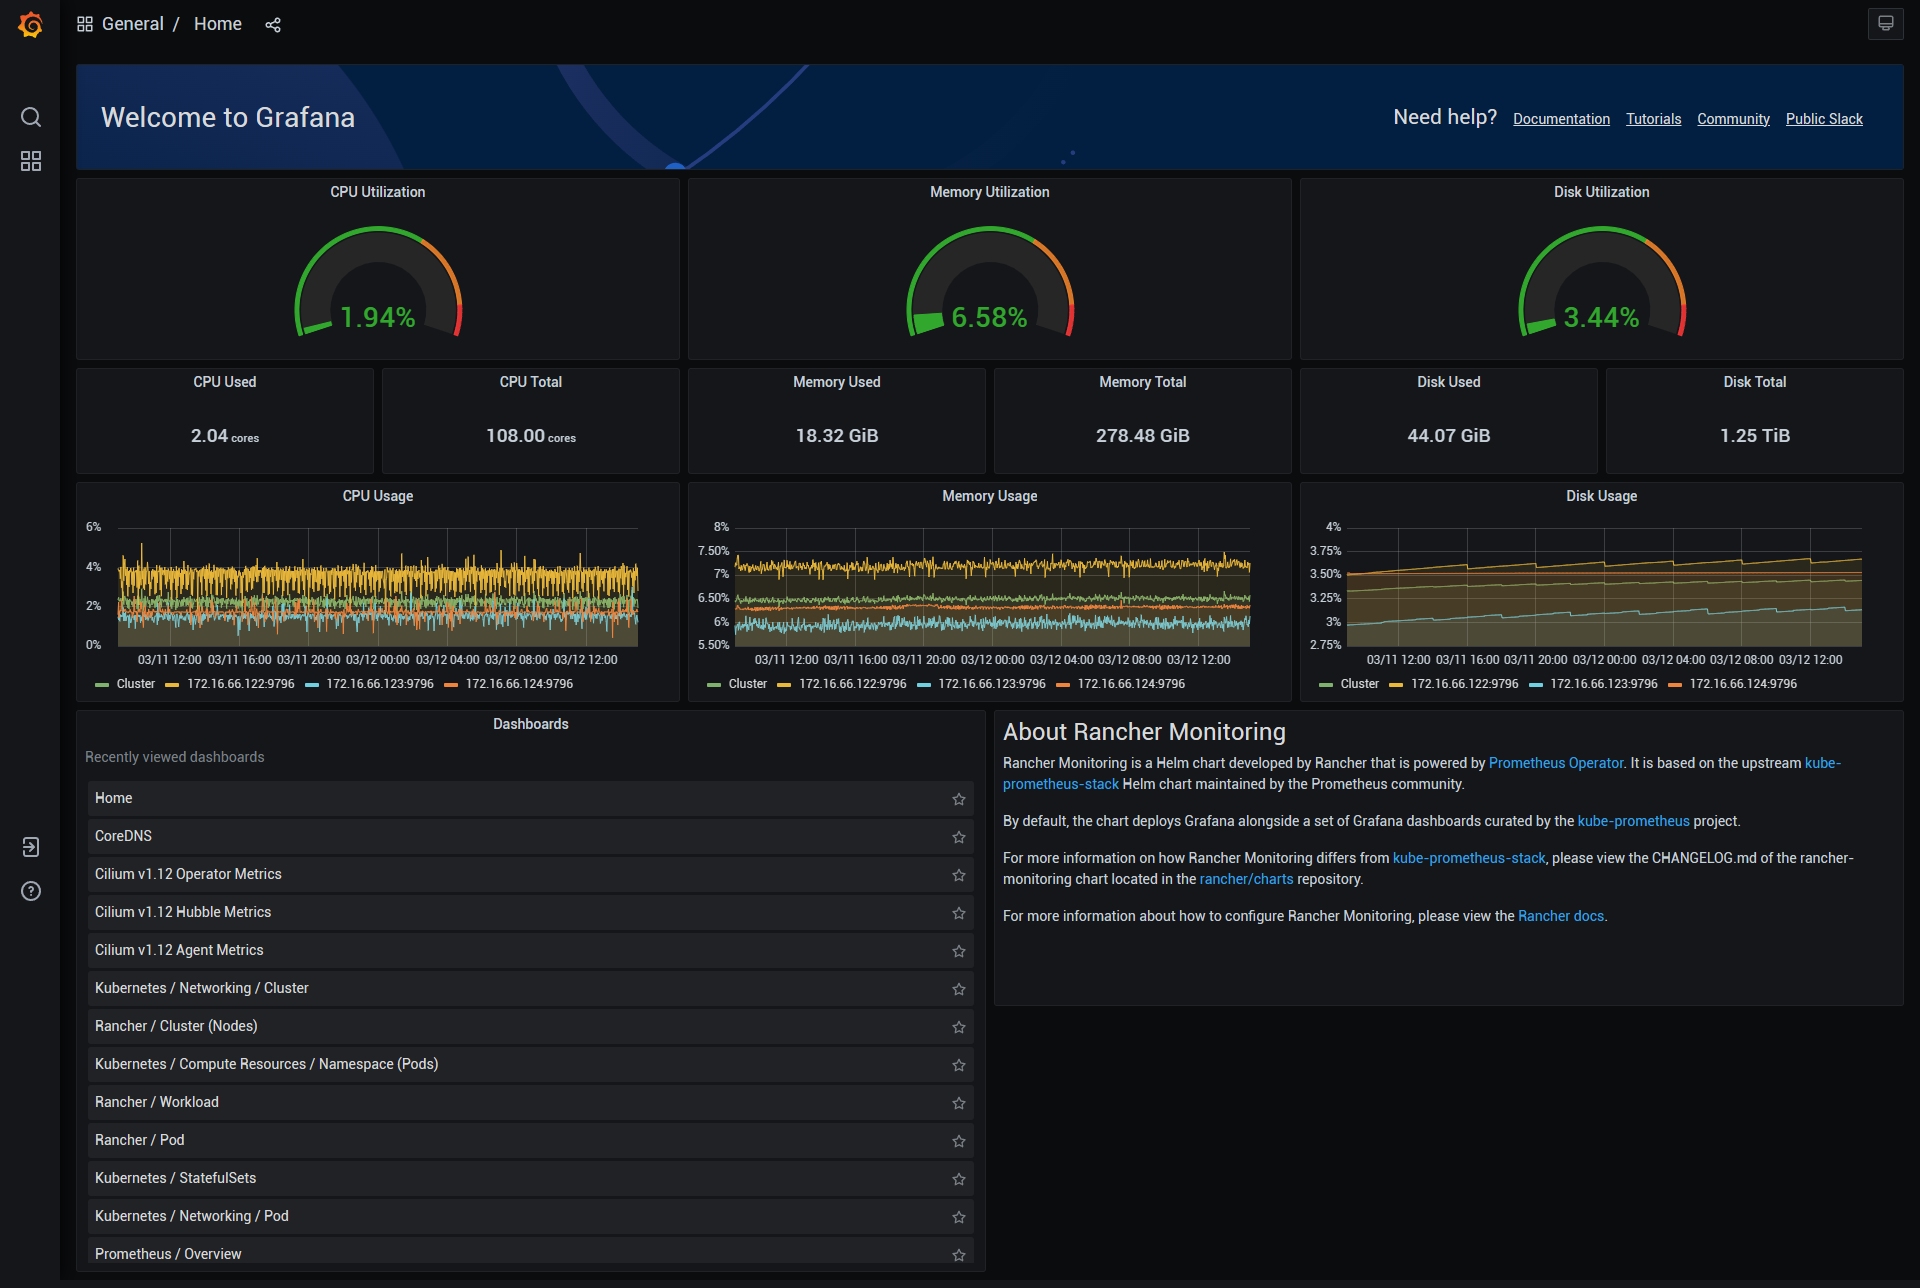 General / Home
Welcome to Grafana
Need help? Documentation Tutorials Community Public Slack
CPU Utilization
1.94%
Memory Utilization
6.58%
Disk Utilization
3.44%
CPU Used
2.04 cores
CPU Total
108.00 cores
Memory Used
18.32 GiB
Memory Total
278.48 GiB
Disk Used
44.07 GiB
Disk Total
1.25 TiB
CPU Usage
6%
4%
2%
0%
03/11 12:00 03/11 16:00 03/11 20:00 03/12 00:00 03/12 04:00 03/12 08:00 03/12 12:00
Cluster 172.16.66.122:9796 172.16.66.123:9796 172.16.66.124:9796
Memory Usage
8%
7.50%
7%
6.50%
6%
5.50%
03/11 12:00 03/11 16:00 03/11 20:00 03/12 00:00 03/12 04:00 03/12 08:00 03/12 12:00
Cluster 172.16.66.122:9796 172.16.66.123:9796 172.16.66.124:9796
Disk Usage
4%
3.75%
3.50%
3.25%
3%
2.75%
03/11 12:00 03/11 16:00 03/11 20:00 03/12 00:00 03/12 04:00 03/12 08:00 03/12 12:00
Cluster 172.16.66.122:9796 172.16.66.123:9796 172.16.66.124:9796
Dashboards
Recently viewed dashboards
Home
CoreDNS
Cilium v1.12 Operator Metrics
Cilium v1.12 Hubble Metrics
Cilium v1.12 Agent Metrics
Kubernetes / Networking / Cluster
Rancher / Cluster (Nodes)
Kubernetes / Compute Resources / Namespace (Pods)
Rancher / Workload
Rancher / Pod
Kubernetes / StatefulSets
Kubernetes / Networking / Pod
Prometheus / Overview
About Rancher Monitoring
Rancher Monitoring is a Helm chart developed by Rancher that is powered by Prometheus Operator. It is based on the upstream kube-
prometheus-stack Helm chart maintained by the Prometheus community.
By default, the chart deploys Grafana alongside a set of Grafana dashboards curated by the kube-prometheus project.
For more information on how Rancher Monitoring differs from kube-prometheus-stack, please view the CHANGELOG.md of the rancher-
monitoring chart located in the rancher/charts repository.
For more information about how to configure Rancher Monitoring, please view the Rancher docs.